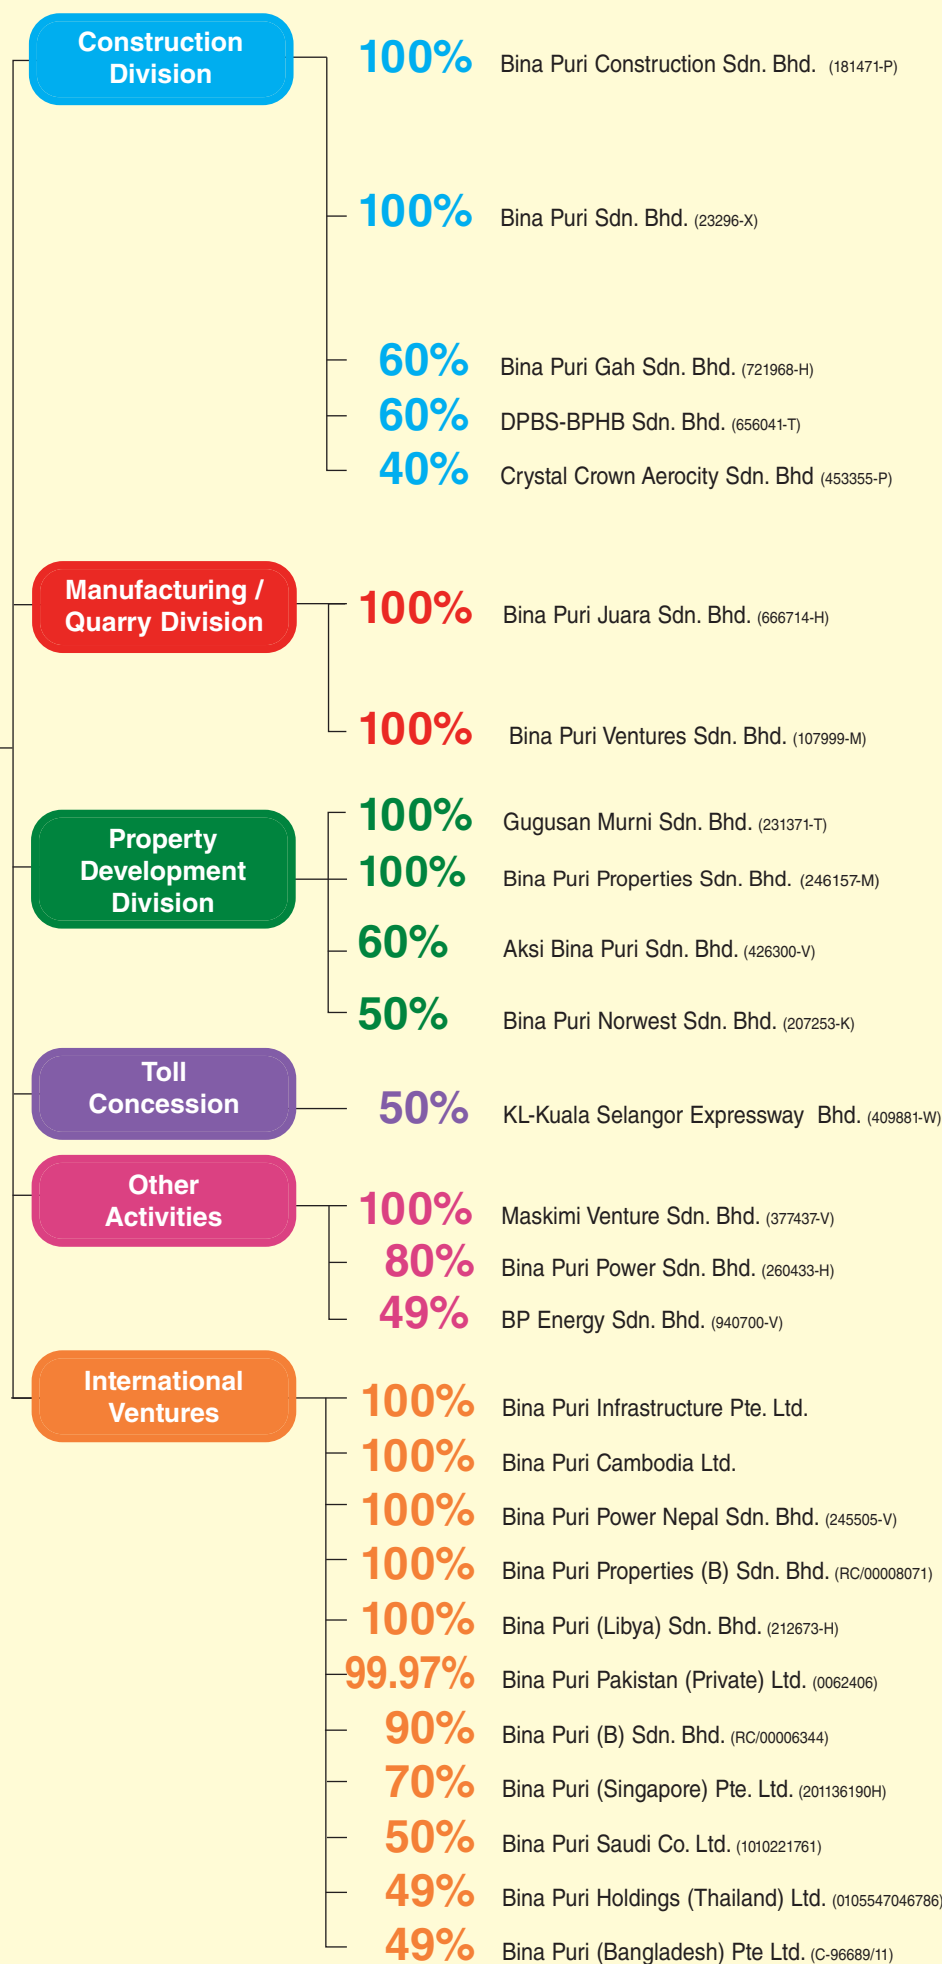 Construction
Division
100% Bina Puri Construction Sdn. Bhd. (181471-P)
100% Bina Puri Sdn. Bhd. (23296-X)
60% Bina Puri Gah Sdn. Bhd. (721968-H)
60% DPBS-BPHB Sdn. Bhd. (656041-T)
40% Crystal Crown Aerocity Sdn. Bhd (453355-P)
Manufacturing /
Quarry Division
100% Bina Puri Juara Sdn. Bhd. (666714-H)
100% Bina Puri Ventures Sdn. Bhd. (107999-M)
Property
Development
Division
100% Gugusan Murni Sdn. Bhd. (231371-T)
100% Bina Puri Properties Sdn. Bhd. (246157-M)
60% Aksi Bina Puri Sdn. Bhd. (426300-V)
50% Bina Puri Norwest Sdn. Bhd. (207253-K)
Toll
Concession
50% KL-Kuala Selangor Expressway Bhd. (409881-W)
Other
Activities
100% Maskimi Venture Sdn. Bhd. (377437-V)
80% Bina Puri Power Sdn. Bhd. (260433-H)
49% BP Energy Sdn. Bhd. (940700-V)
International
Ventures
100% Bina Puri Infrastructure Pte. Ltd.
100% Bina Puri Cambodia Ltd.
100% Bina Puri Power Nepal Sdn. Bhd. (245505-V)
100% Bina Puri Properties (B) Sdn. Bhd. (RC/00008071)
100% Bina Puri (Libya) Sdn. Bhd. (212673-H)
99.97% Bina Puri Pakistan (Private) Ltd. (0062406)
90% Bina Puri (B) Sdn. Bhd. (RC/00006344)
70% Bina Puri (Singapore) Pte. Ltd. (201136190H)
50% Bina Puri Saudi Co. Ltd. (1010221761)
49% Bina Puri Holdings (Thailand) Ltd. (0105547046786)
49% Bina Puri (Bangladesh) Pte Ltd. (C-96689/11)